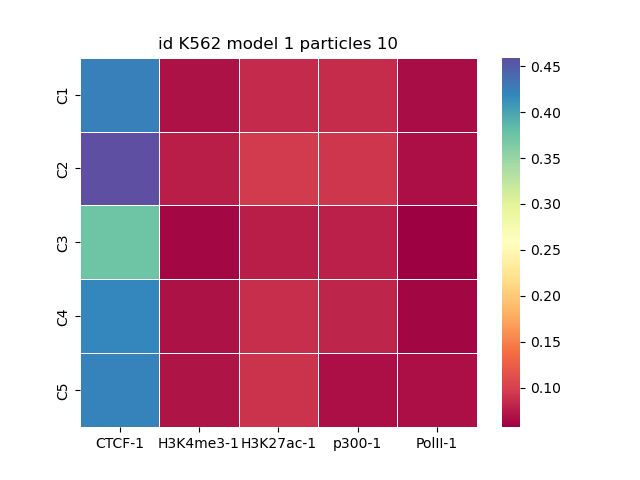 id K562 model 1 particles 10
C1
C2
C3
C4
C5
CTCF-1 H3K4me3-1 H3K27ac-1 p300-1 PolII-1
0.45
0.40
0.35
0.30
0.25
0.20
0.15
0.10